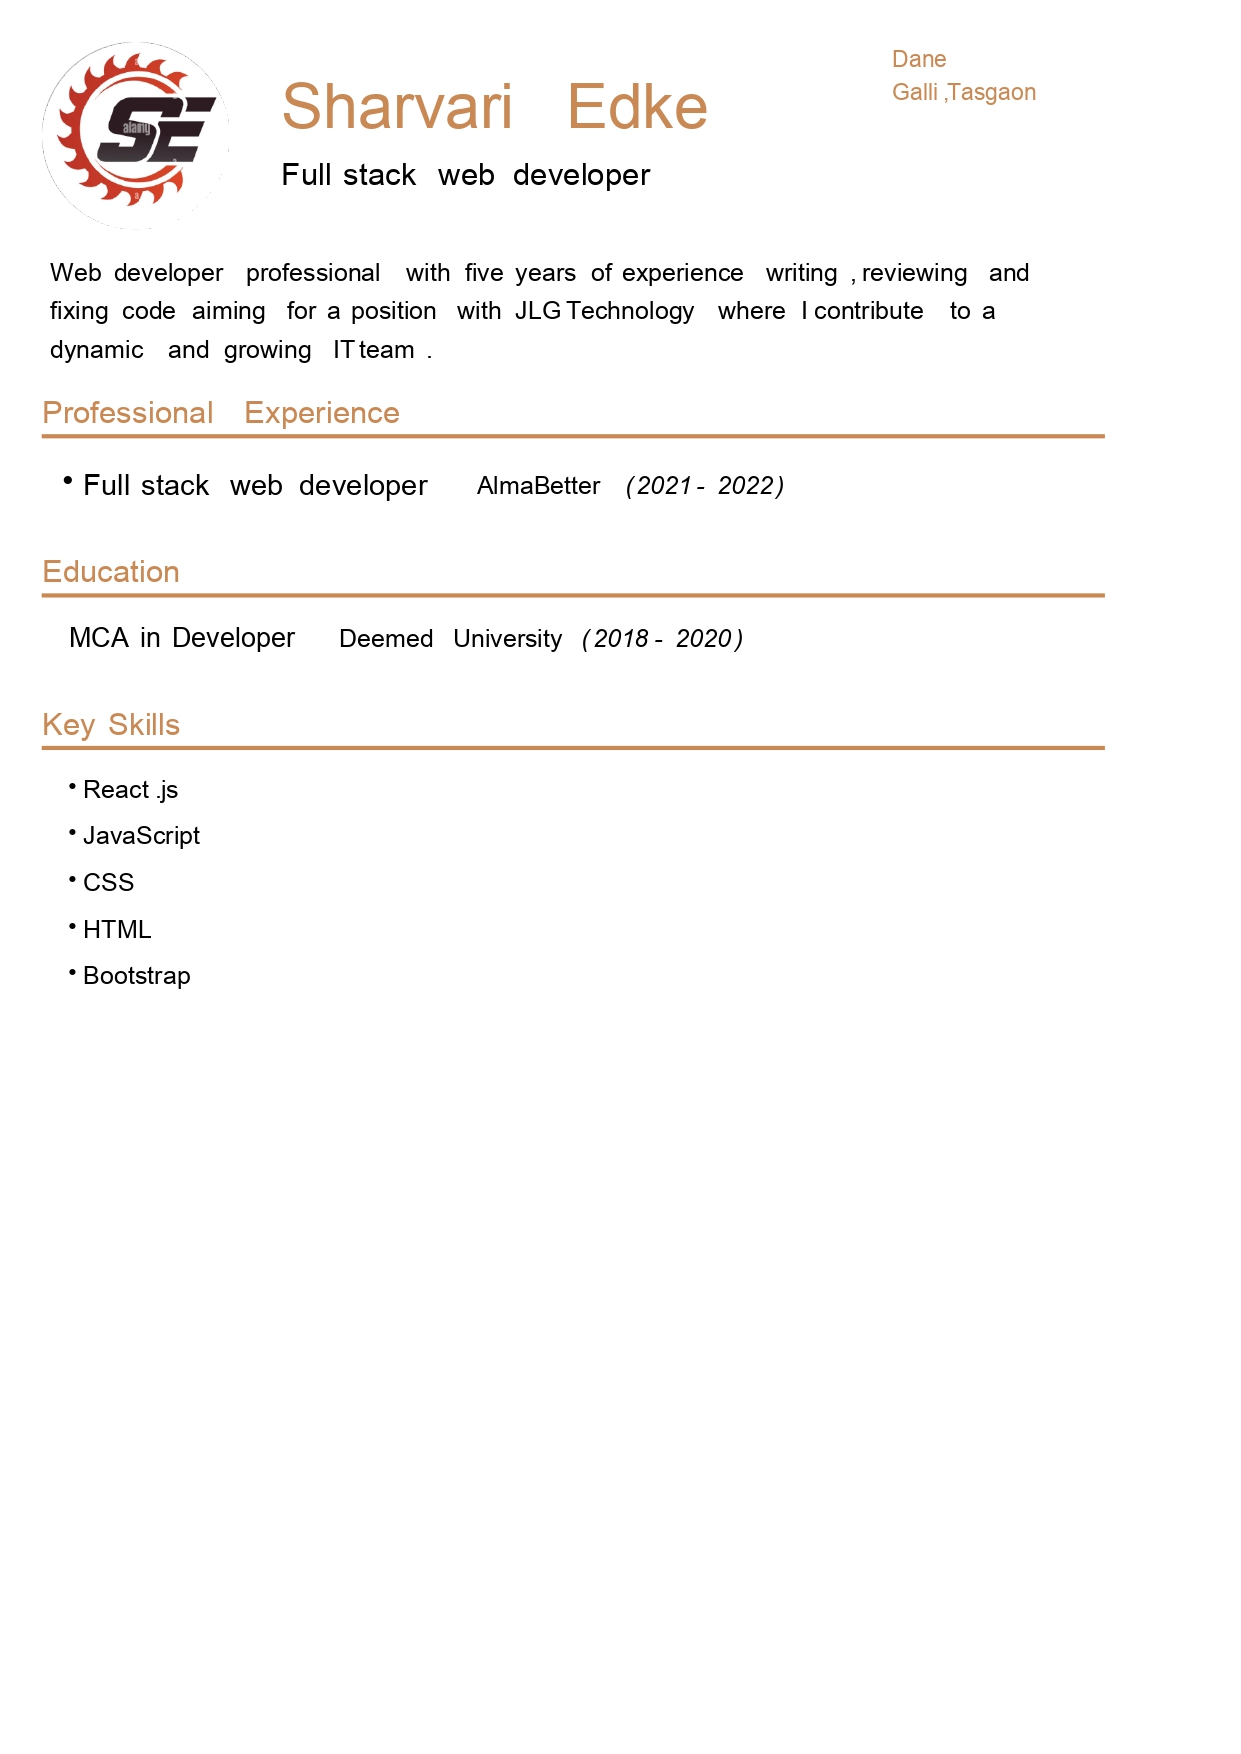 Dane
Galli ,Tasgaon
SE
alamy
a
a
a
Sharvari Edke
Full stack web developer
Web developer professional with five years of experience writing , reviewing and
fixing code aiming for a position with JLG Technology where I contribute to a
dynamic and growing IT team .
Professional Experience
• Full stack web developer AlmaBetter (2021 - 2022)
Education
MCA in Developer Deemed University (2018 - 2020)
Key Skills
• React .js
• JavaScript
• CSS
• HTML
• Bootstrap